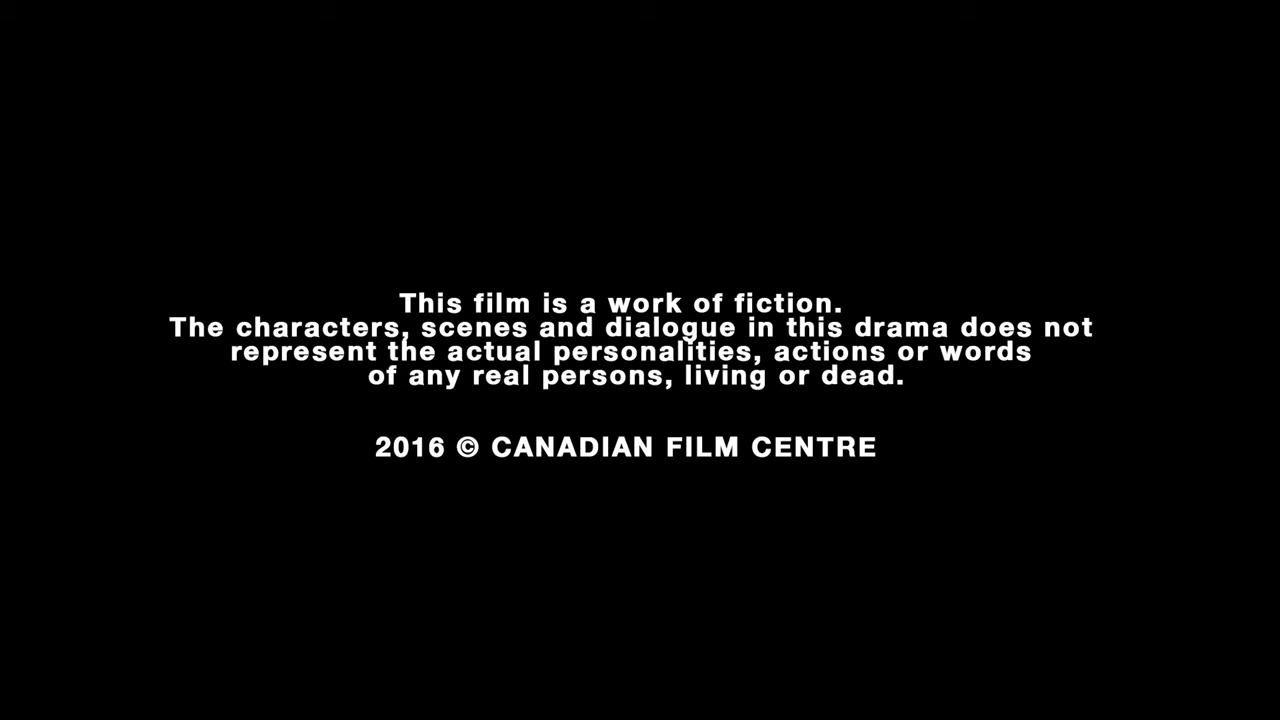 This film is a work of fiction.
The characters, scenes and dialogue in this drama does not
represent the actual personalities, actions or words
of any real persons, living or dead.
2016 © CANADIAN FILM CENTRE